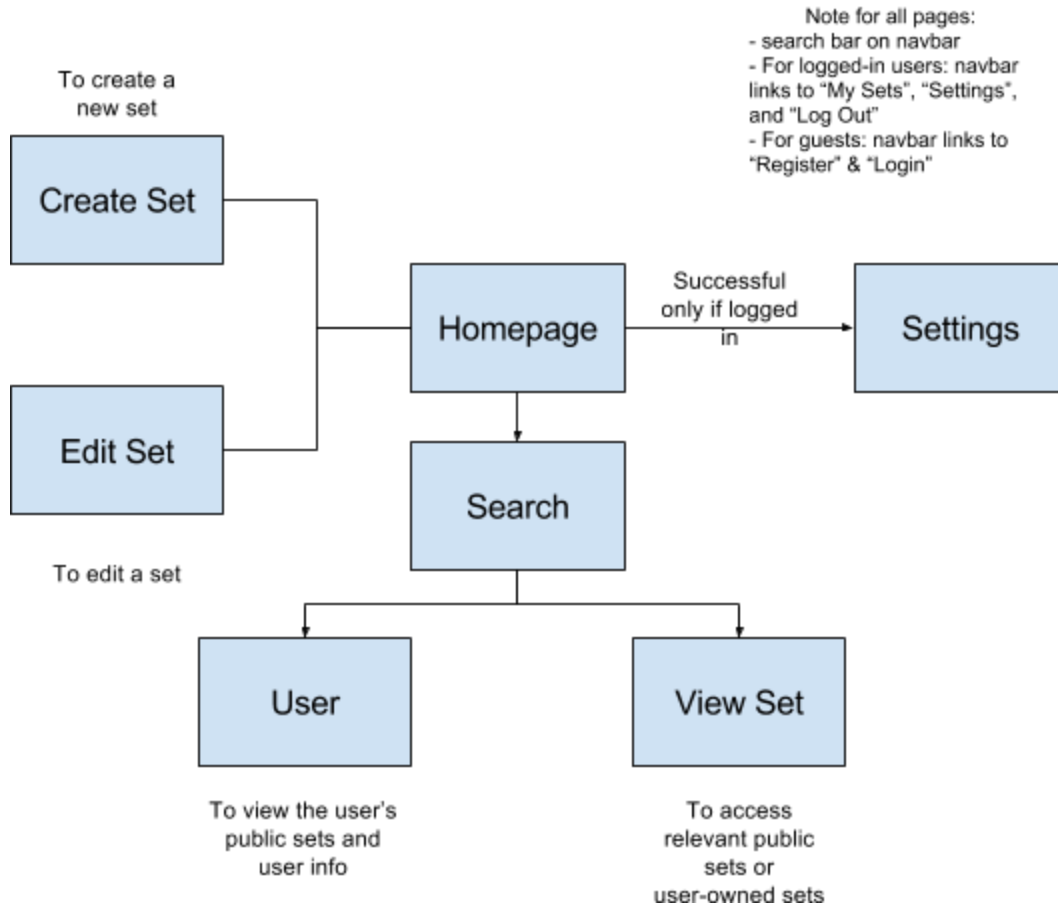 Note for all pages:
- search bar on navbar
- For logged-in users: navbar
links to “My Sets”, “Settings”,
and “Log Out”
- For guests: navbar links to
“Register” & “Login”
To create a
new set
Create Set
Homepage
Successful
only if logged
in
Settings
Edit Set
To edit a set
Search
User
View Set
To view the user’s
public sets and
user info
To access
relevant public
sets or
user-owned sets